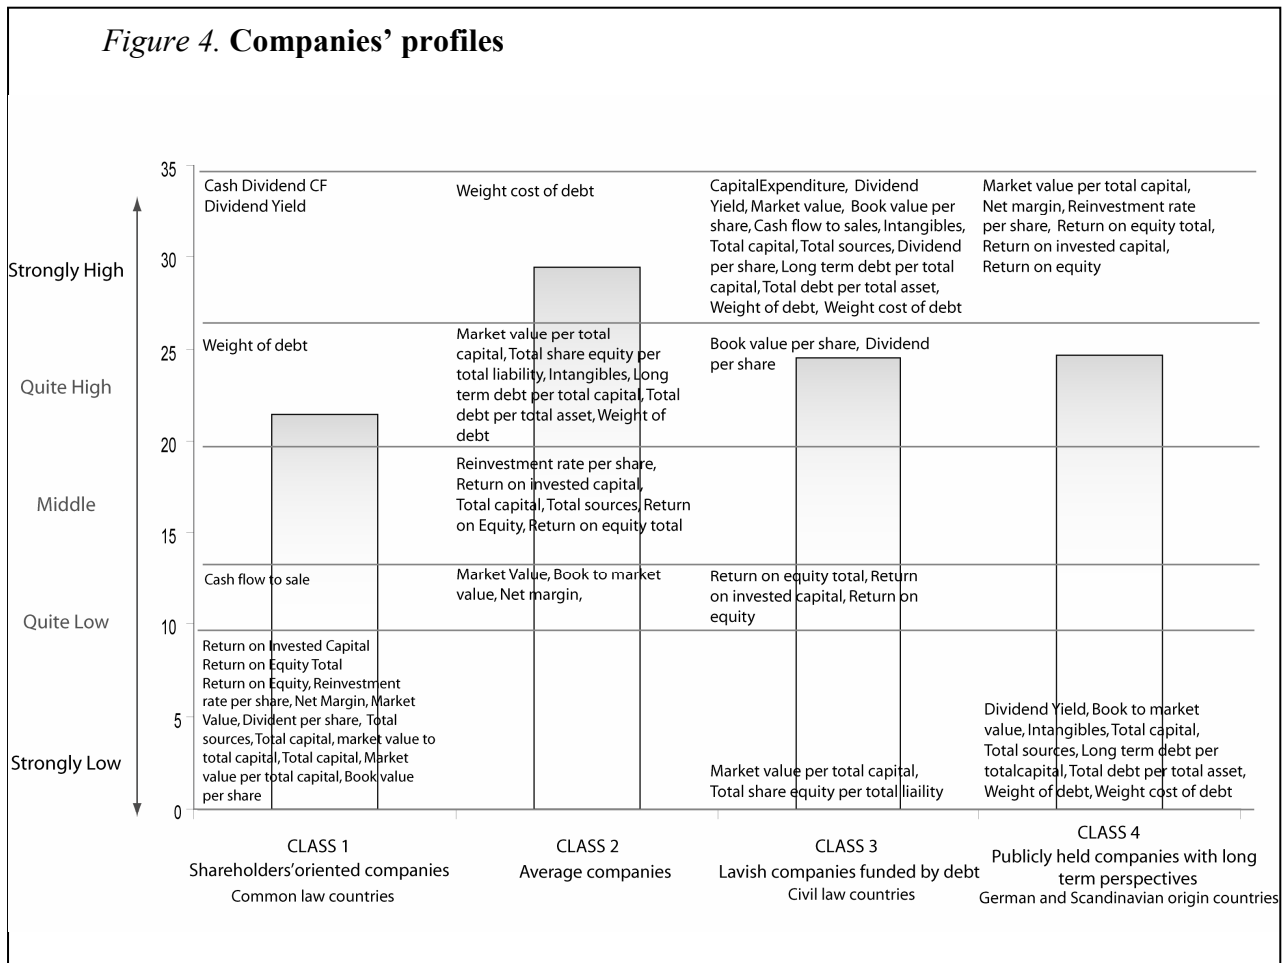 Figure 4. Companies’ profiles
35
30
25
20
15
10
5
0
Strongly High
Quite High
Middle
Quite Low
Strongly Low
Cash Dividend CF
Dividend Yield
Weight of debt
Cash flow to sale
Return on Invested Capital
Return on Equity Total
Return on Equity, Reinvestment
rate per share, Net Margin, Market
Value, Divident per share, Total
sources, Total capital, market value to
total capital, Total capital, Market
value per total capital, Book value
per share
Weight cost of debt
Market value per total
capital, Total share equity per
total liability, Intangibles, Long
term debt per total capital, Total
debt per total asset, Weight of
debt
Reinvestment rate per share,
Return on invested capital,
Total capital, Total sources, Return
on Equity, Return on equity total
Market Value, Book to market
value, Net margin,
CapitalExpenditure, Dividend
Yield, Market value, Book value per
share, Cash flow to sales, Intangibles,
Total capital, Total sources, Dividend
per share, Long term debt per total
capital, Total debt per total asset,
Weight of debt, Weight cost of debt
Book value per share, Dividend
per share
Return on equity total, Return
on invested capital, Return on
equity
Market value per total capital,
Total share equity per total liaility
Market value per total capital,
Net margin, Reinvestment rate
per share, Return on equity total,
Return on invested capital,
Return on equity
Dividend Yield, Book to market
value, Intangibles, Total capital,
Total sources, Long term debt per
totalcapital, Total debt per total asset,
Weight of debt, Weight cost of debt
CLASS 1
Shareholders’oriented companies
Common law countries
CLASS 2
Average companies
CLASS 3
Lavish companies funded by debt
Civil law countries
CLASS 4
Publicly held companies with long
term perspectives
German and Scandinavian origin countries